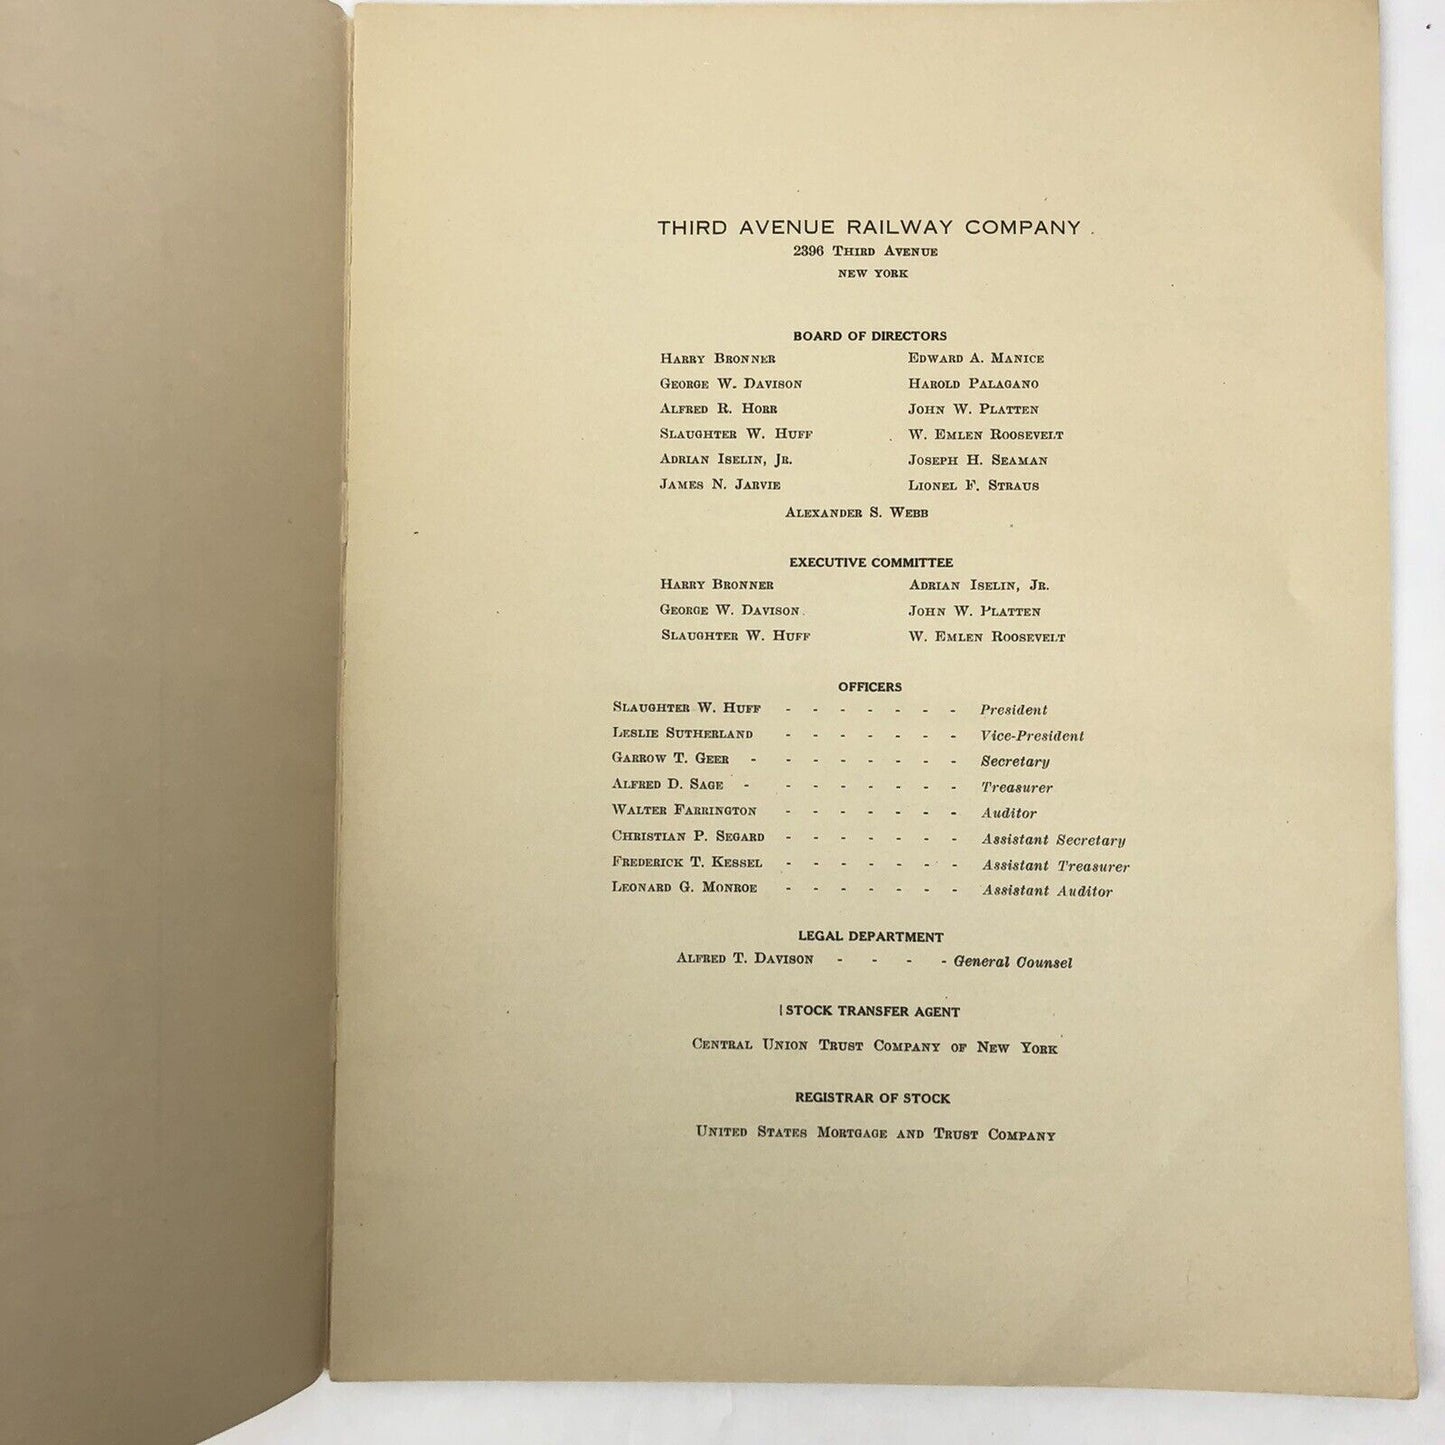 THIRD AVENUE RAILWAY COMPANY .
2396 THIRD AVENUE
NEW YORK
BOARD OF DIRECTORS
HARRY BRONNER EDWARD A. MANICE
GEORGE W. DAVISON HAROLD PALAGANO
ALFRED R. HORR JOHN W. PLATTEN
SLAUGHTER W. HUFF W. EMLEN ROOSEVELT
ADRIAN ISELIN, JR. JOSEPH H. SEAMAN
JAMES N. JARVIE LIONEL F. STRAUS
ALEXANDER S. WEBB
EXECUTIVE COMMITTEE
HARRY BRONNER ADRIAN ISELIN, JR.
GEORGE W. DAVISON JOHN W. PLATTEN
SLAUGHTER W. HUFF W. EMLEN ROOSEVELT
OFFICERS
SLAUGHTER W. HUFF - - - - - - - President
LESLIE SUTHERLAND - - - - - - - Vice-President
GARROW T. GEER - - - - - - - - Secretary
ALFRED D. SAGE - - - - - - - - Treasurer
WALTER FARRINGTON - - - - - - - Auditor
CHRISTIAN P. SEGARD - - - - - - - Assistant Secretary
FREDERICK T. KESSEL - - - - - - - Assistant Treasurer
LEONARD G. MONROE - - - - - - - Assistant Auditor
LEGAL DEPARTMENT
ALFRED T. DAVISON - - - - General Counsel
STOCK TRANSFER AGENT
CENTRAL UNION TRUST COMPANY OF NEW YORK
REGISTRAR OF STOCK
UNITED STATES MORTGAGE AND TRUST COMPANY